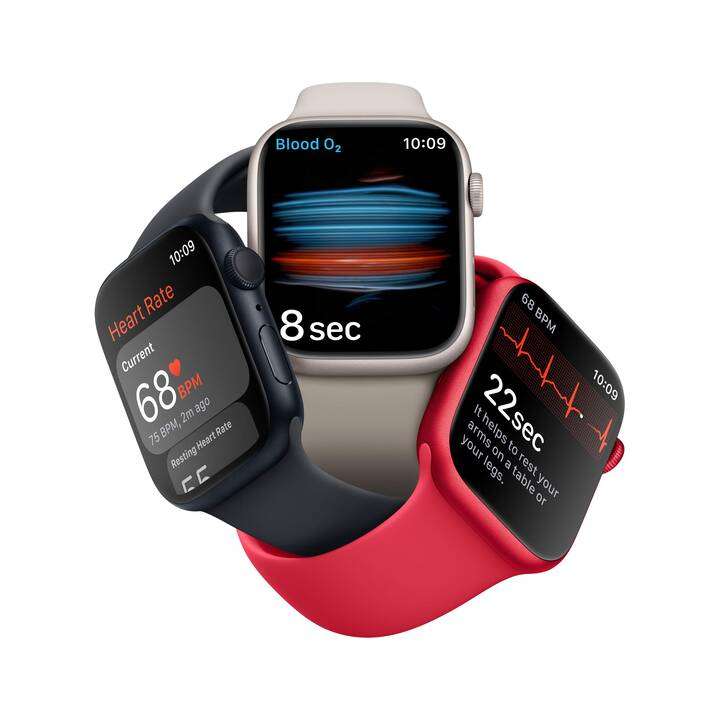 Blood O₂
10:09
8 sec
10:09
Heart Rate
Current
68 BPM
75 BPM, 2m ago
Resting Heart Rate
55
68 BPM
10:09
22sec
It helps to rest your
arms on a table or
your legs.